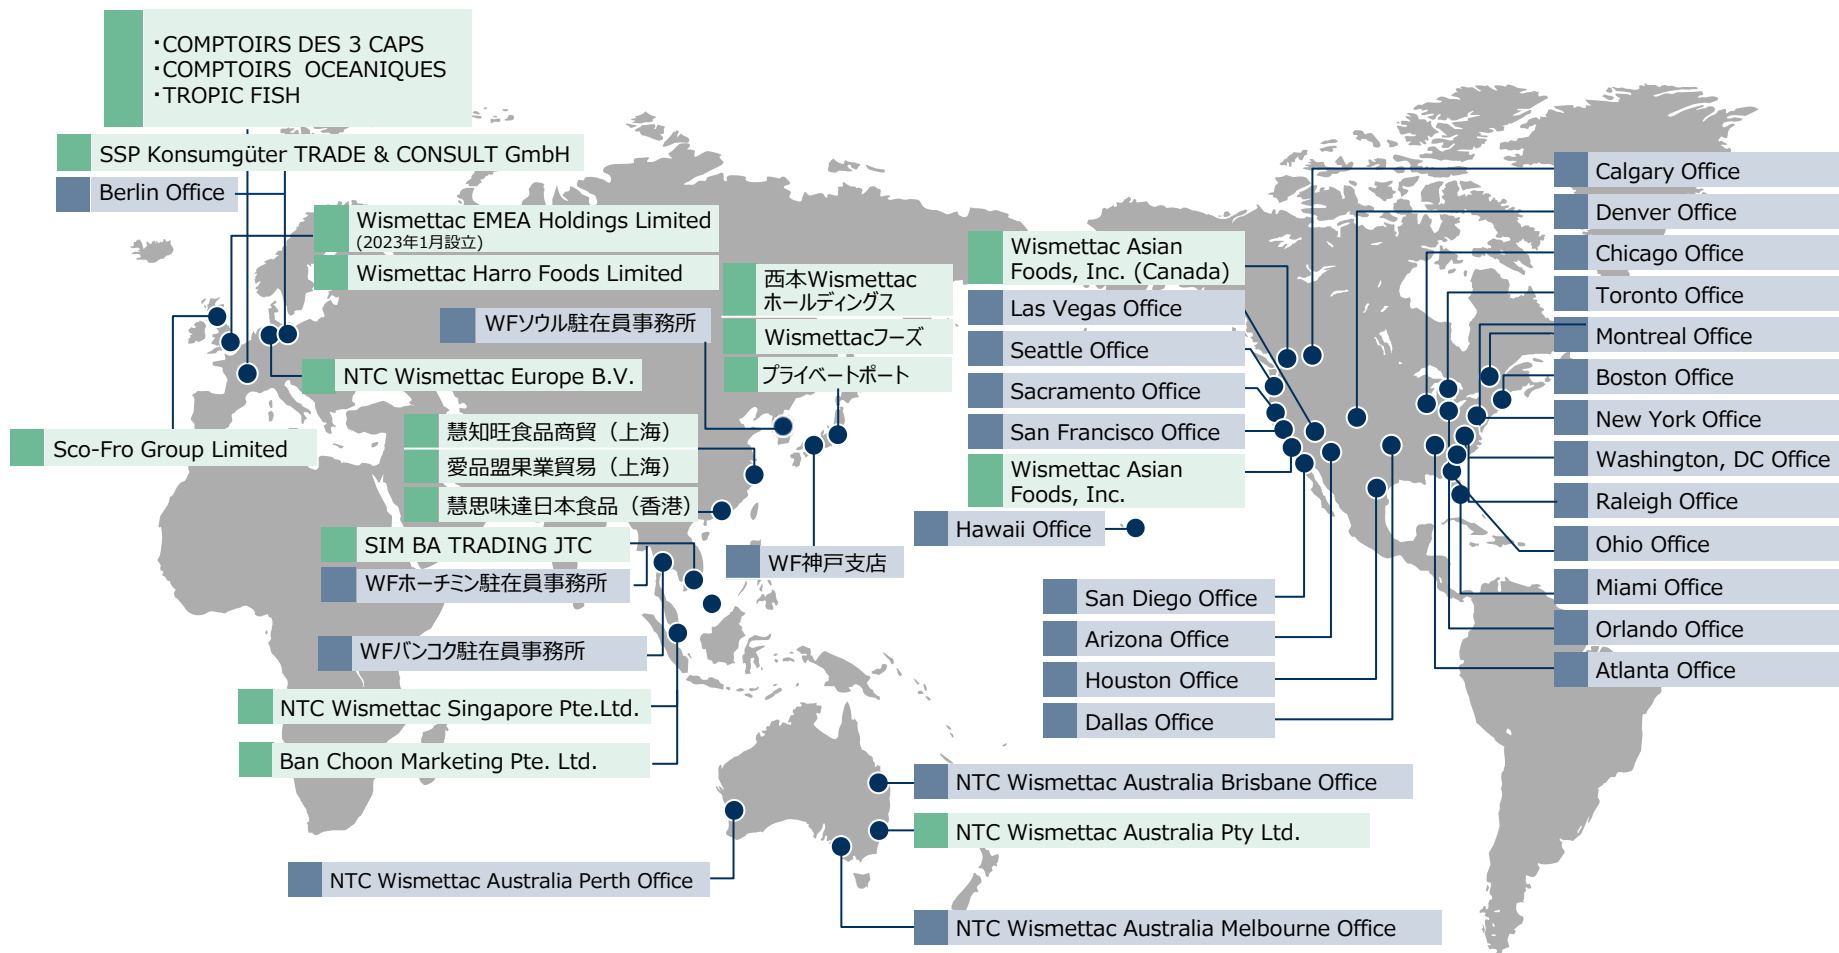 ・COMPTOIRS DES 3 CAPS
・COMPTOIRS OCEANIQUES
・TROPIC FISH
SSP Konsumgüter TRADE & CONSULT GmbH
Berlin Office
Wismettac EMEA Holdings Limited
(2023年1月設立)
Wismettac Harro Foods Limited
西本Wismettac
ホールディングス
WFソウル駐在員事務所
Wismettacフーズ
プライベートポート
NTC Wismettac Europe B.V.
Sco-Fro Group Limited
慧知旺食品商貿（上海）
愛品盟果業貿易（上海）
慧思味達日本食品（香港）
SIM BA TRADING JTC
WFホーチミン駐在員事務所
WF神戸支店
WFバンコク駐在員事務所
NTC Wismettac Singapore Pte.Ltd.
Ban Choon Marketing Pte. Ltd.
Wismettac Asian
Foods, Inc. (Canada)
Las Vegas Office
Seattle Office
Sacramento Office
San Francisco Office
Wismettac Asian
Foods, Inc.
Hawaii Office
San Diego Office
Arizona Office
Houston Office
Dallas Office
Calgary Office
Denver Office
Chicago Office
Toronto Office
Montreal Office
Boston Office
New York Office
Washington, DC Office
Raleigh Office
Ohio Office
Miami Office
Orlando Office
Atlanta Office
NTC Wismettac Australia Brisbane Office
NTC Wismettac Australia Pty Ltd.
NTC Wismettac Australia Perth Office
NTC Wismettac Australia Melbourne Office